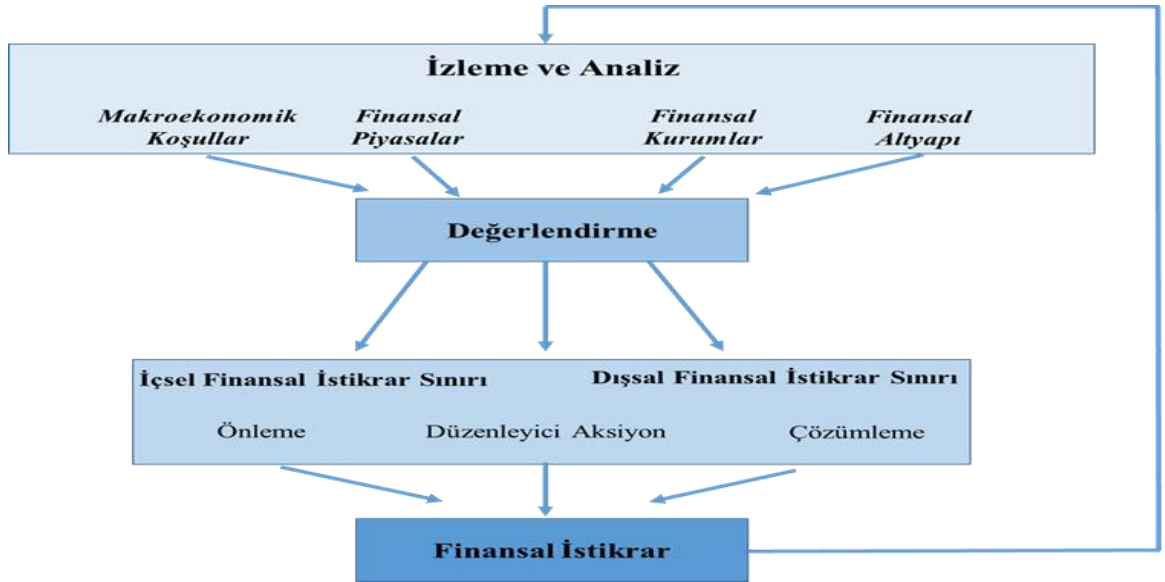 İzleme ve Analiz
Makroekonomik Finansal Finansal Finansal
Koşullar Piyasalar Kurumlar Altyapı
Değerlendirme
İçsel Finansal İstikrar Sınırı Dışsal Finansal İstikrar Sınırı
Önleme Düzenleyici Aksiyon Çözümleme
Finansal İstikrar